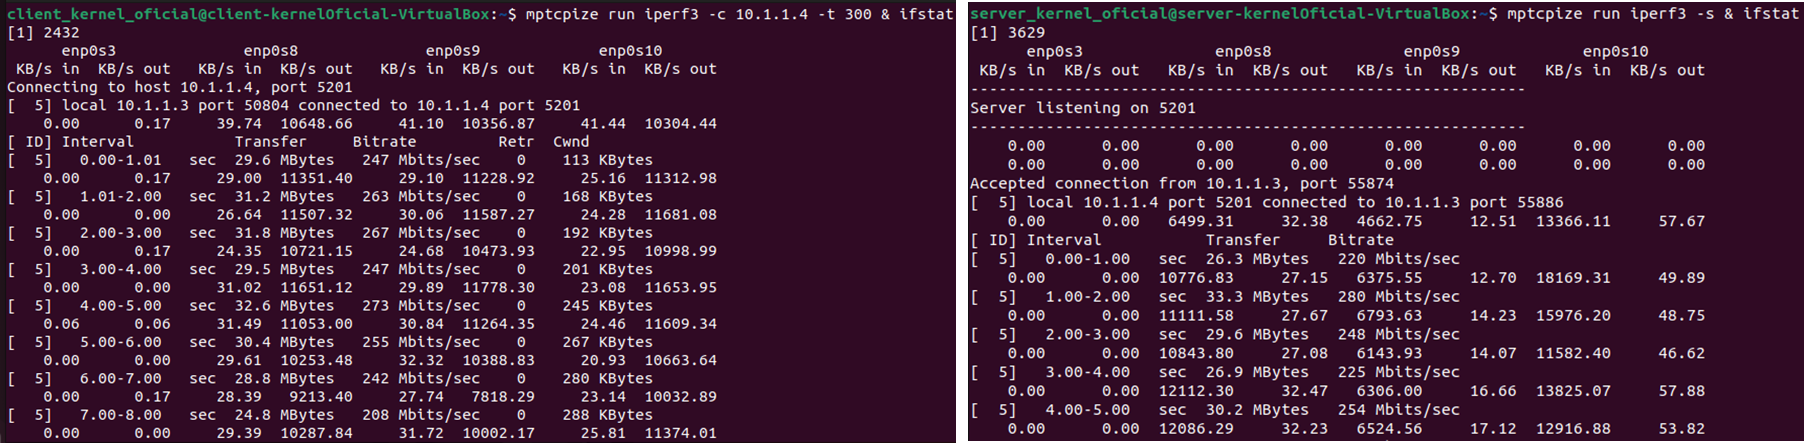 client_kernel_oficial@client-kernelOficial-VirtualBox:~$ mptcpize run iperf3 -c 10.1.1.4 -t 300 & ifstat
[1] 2432
enp0s3 enp0s8 enp0s9 enp0s10
KB/s in KB/s out KB/s in KB/s out KB/s in KB/s out KB/s in KB/s out
Connecting to host 10.1.1.4, port 5201
[ 5] local 10.1.1.3 port 50804 connected to 10.1.1.4 port 5201
0.00 0.17 39.74 10648.66 41.10 10356.87 41.44 10304.44
[ ID] Interval Transfer Bitrate Retr Cwnd
[ 5] 0.00-1.01 sec 29.6 MBytes 247 Mbits/sec 0 113 KBytes
0.00 0.17 29.00 11351.40 29.10 11228.92 25.16 11312.98
[ 5] 1.01-2.00 sec 31.2 MBytes 263 Mbits/sec 0 168 KBytes
0.00 0.00 26.64 11507.32 30.06 11587.27 24.28 11681.08
[ 5] 2.00-3.00 sec 31.8 MBytes 267 Mbits/sec 0 192 KBytes
0.00 0.17 24.35 10721.15 24.68 10473.93 22.95 10998.99
[ 5] 3.00-4.00 sec 29.5 MBytes 247 Mbits/sec 0 201 KBytes
0.00 0.00 31.02 11651.12 29.89 11778.30 23.08 11653.95
[ 5] 4.00-5.00 sec 32.6 MBytes 273 Mbits/sec 0 245 KBytes
0.06 0.06 31.49 11053.00 30.84 11264.35 24.46 11609.34
[ 5] 5.00-6.00 sec 30.4 MBytes 255 Mbits/sec 0 267 KBytes
0.00 0.00 29.61 10253.48 32.32 10388.83 20.93 10663.64
[ 5] 6.00-7.00 sec 28.8 MBytes 242 Mbits/sec 0 280 KBytes
0.00 0.17 28.39 9213.40 27.74 7818.29 23.14 10032.89
[ 5] 7.00-8.00 sec 24.8 MBytes 208 Mbits/sec 0 288 KBytes
0.00 0.00 29.39 10287.84 31.72 10002.17 25.81 11374.01
server_kernel_oficial@server-kernelOficial-VirtualBox:~$ mptcpize run iperf3 -s & ifstat
[1] 3629
enp0s3 enp0s8 enp0s9 enp0s10
KB/s in KB/s out KB/s in KB/s out KB/s in KB/s out KB/s in KB/s out
-----------------------------------------------------------
Server listening on 5201
-----------------------------------------------------------
0.00 0.00 0.00 0.00 0.00 0.00 0.00 0.00
0.00 0.00 0.00 0.00 0.00 0.00 0.00 0.00
Accepted connection from 10.1.1.3, port 55874
[ 5] local 10.1.1.4 port 5201 connected to 10.1.1.3 port 55886
0.00 0.00 6499.31 32.38 4662.75 12.51 13366.11 57.67
[ ID] Interval Transfer Bitrate
[ 5] 0.00-1.00 sec 26.3 MBytes 220 Mbits/sec
0.00 0.00 10776.83 27.15 6375.55 12.70 18169.31 49.89
[ 5] 1.00-2.00 sec 33.3 MBytes 280 Mbits/sec
0.00 0.00 11111.58 27.67 6793.63 14.23 15976.20 48.75
[ 5] 2.00-3.00 sec 29.6 MBytes 248 Mbits/sec
0.00 0.00 10843.80 27.08 6143.93 14.07 11582.40 46.62
[ 5] 3.00-4.00 sec 26.9 MBytes 225 Mbits/sec
0.00 0.00 12112.30 32.47 6306.00 16.66 13825.07 57.88
[ 5] 4.00-5.00 sec 30.2 MBytes 254 Mbits/sec
0.00 0.00 12086.29 32.23 6524.56 17.12 12916.88 53.82